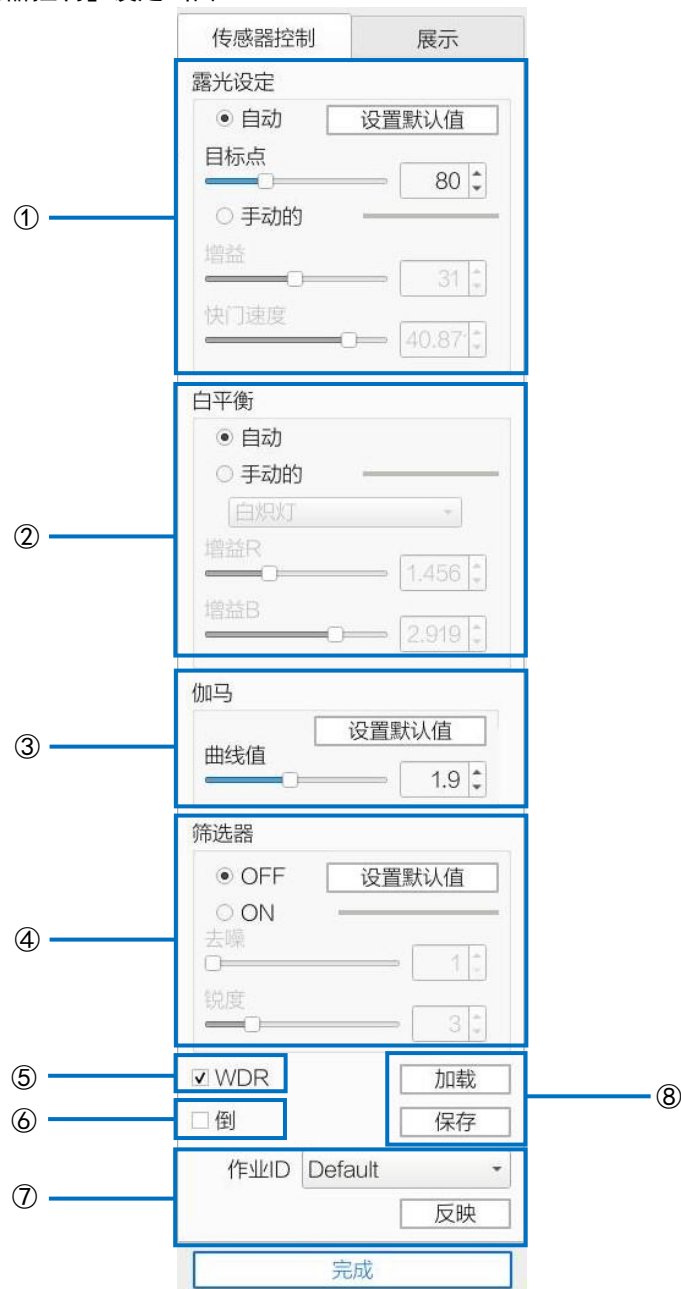 传感器控制 展示
露光设定
自动 设置默认值
目标点
80
① 手动的
增益
31
快门速度
40.87
白平衡
自动
手动的
② 白炽灯
增益R
1.456
增益B
2.919
伽马
③ 设置默认值
曲线值
1.9
筛选器
OFF 设置默认值
ON
④ 去噪
1
锐度
3
⑤ WDR 加载 ⑧
⑥ 倒 保存
作业ID Default
⑦ 反映
完成